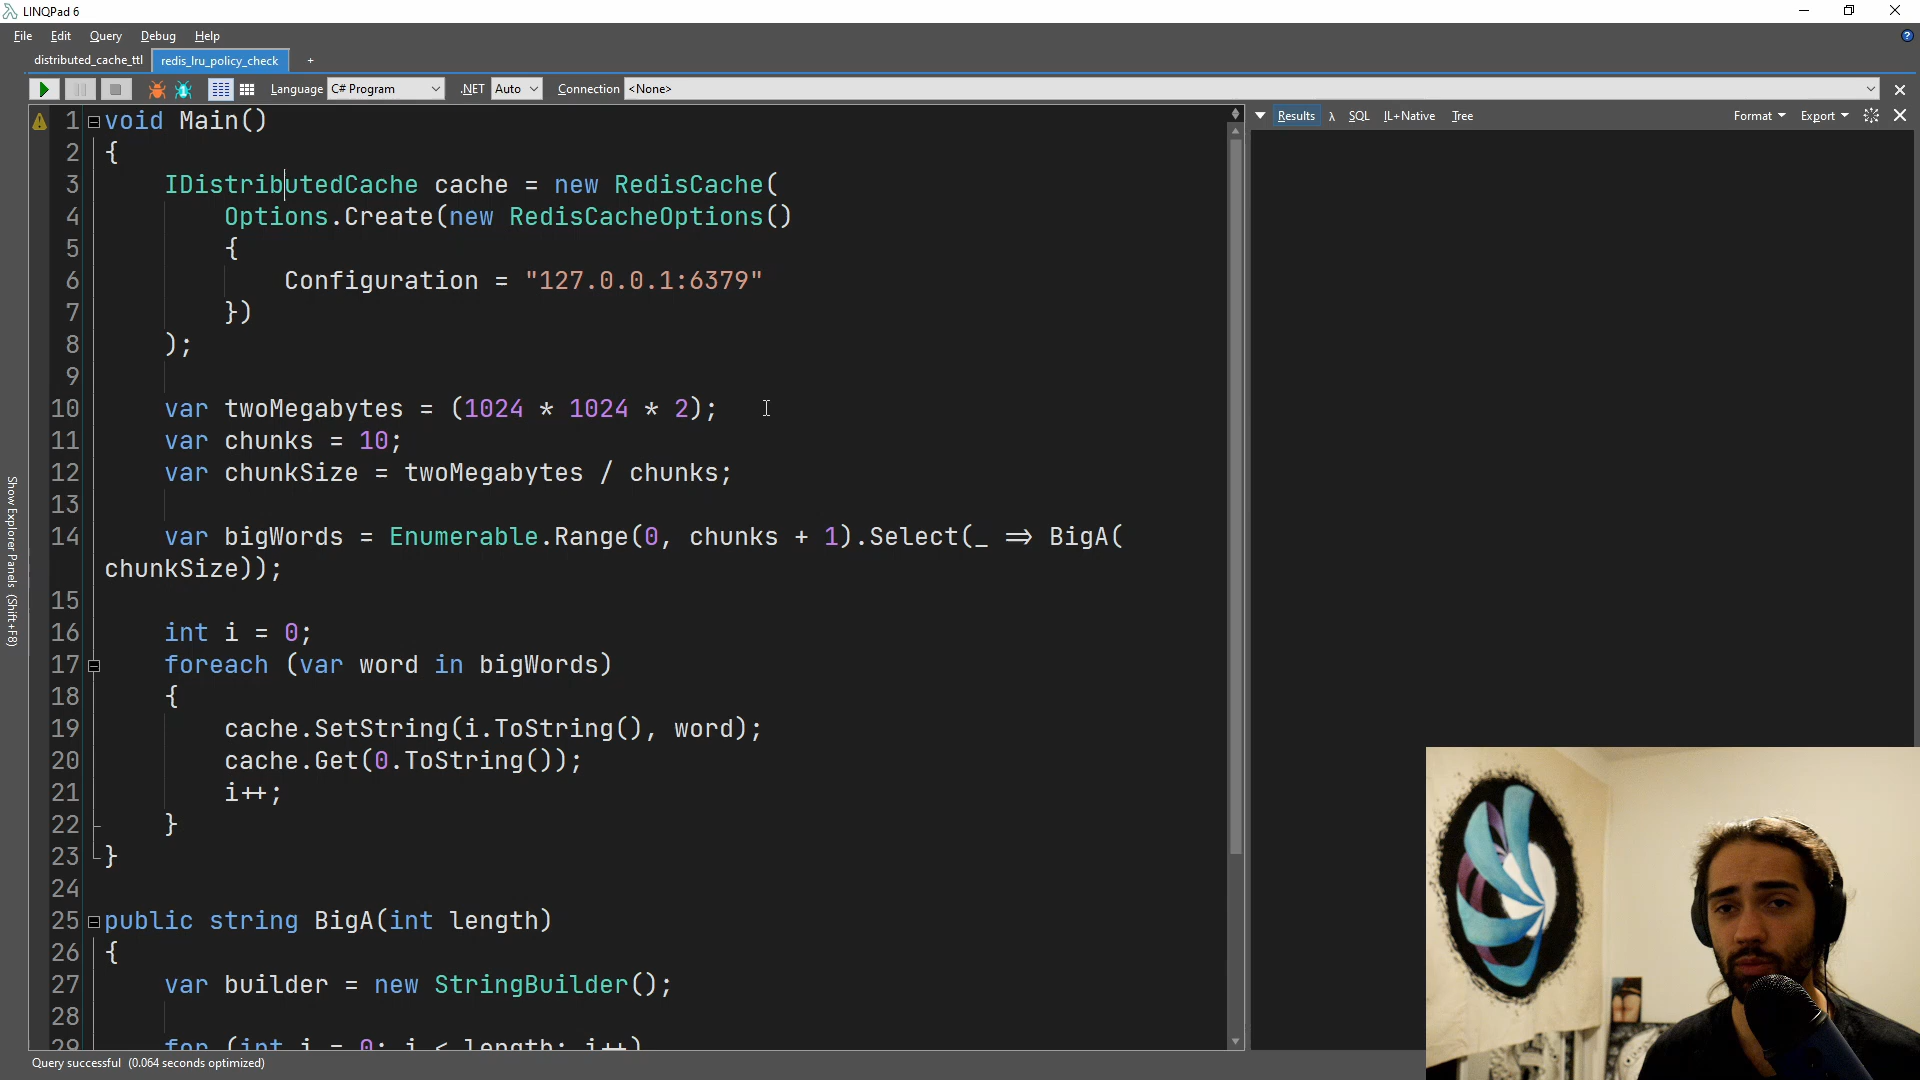 LINQPad 6
File Edit Query Debug Help
distributed_cache_ttl redis_lru_policy_check +
Language C# Program .NET Auto Connection <None>
Results λ SQL IL+Native Tree Format Export
1 void Main()
2 {
3 IDistributedCache cache = new RedisCache(
4 Options.Create(new RedisCacheOptions()
5 {
6 Configuration = "127.0.0.1:6379"
7 })
8 );
9
10 var twoMegabytes = (1024 * 1024 * 2);
11 var chunks = 10;
12 var chunkSize = twoMegabytes / chunks;
13
14 var bigWords = Enumerable.Range(0, chunks + 1).Select(_ => BigA(
chunkSize));
15
16 int i = 0;
17 foreach (var word in bigWords)
18 {
19 cache.SetString(i.ToString(), word);
20 cache.Get(0.ToString());
21 i++;
22 }
23 }
24
25 public string BigA(int length)
26 {
27 var builder = new StringBuilder();
28
29 for (int i = 0; i < length; i++)
Show Explorer Panels (Shift+F8)
Query successful (0.064 seconds optimized)